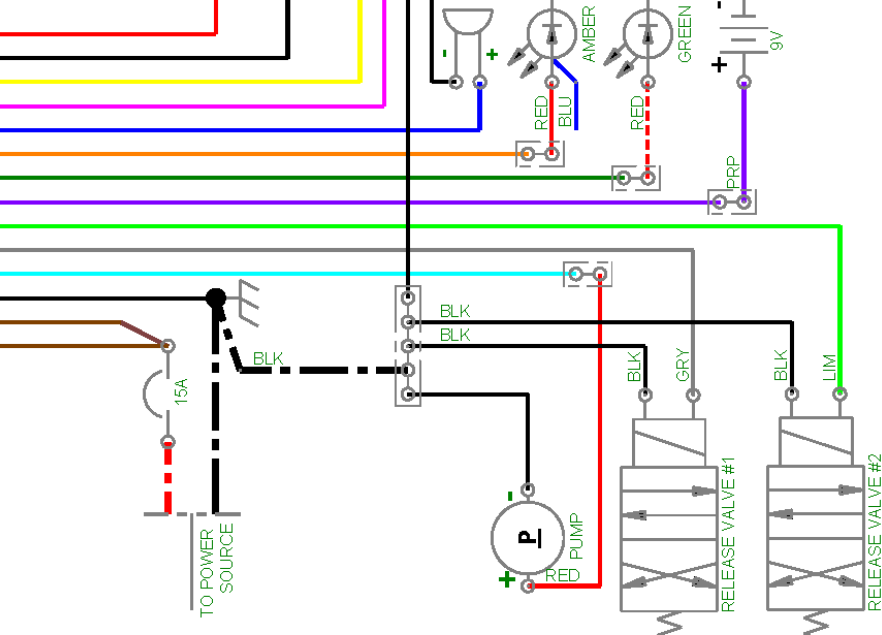 AMBER
GREEN
-
9V
-
+
+
RED
BLU
RED
PRP
BLK
BLK
BLK
15A
BLK
GRY
BLK
LIM
-
P
PUMP
+
RED
RELEASE VALVE #1
RELEASE VALVE #2
TO POWER
SOURCE